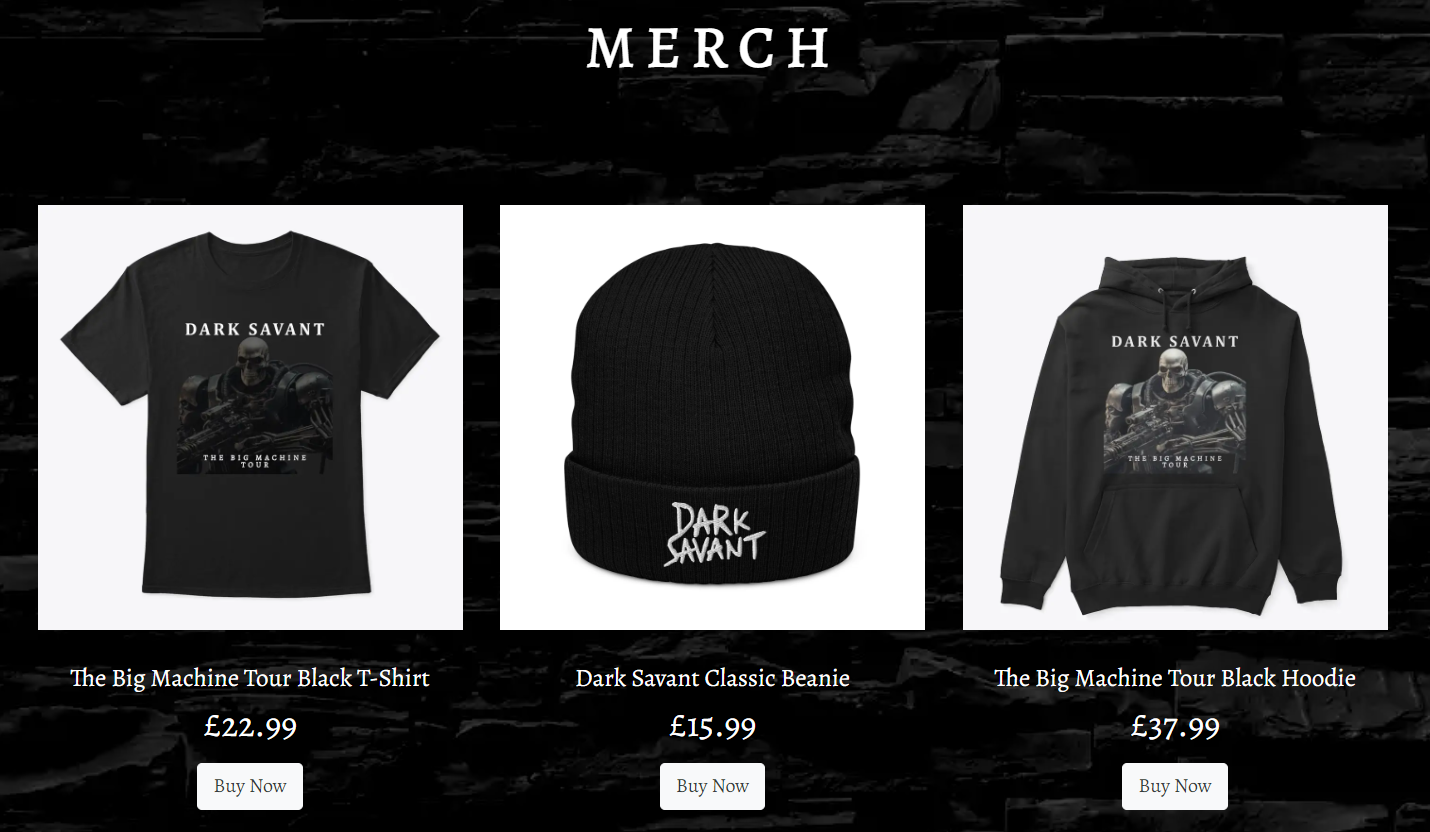 MERCH
DARK SAVANT
THE BIG MACHINE
TOUR
DARK
SAVANT
DARK SAVANT
THE BIG MACHINE
TOUR
The Big Machine Tour Black T-Shirt
Dark Savant Classic Beanie
The Big Machine Tour Black Hoodie
£22.99
£15.99
£37.99
Buy Now
Buy Now
Buy Now